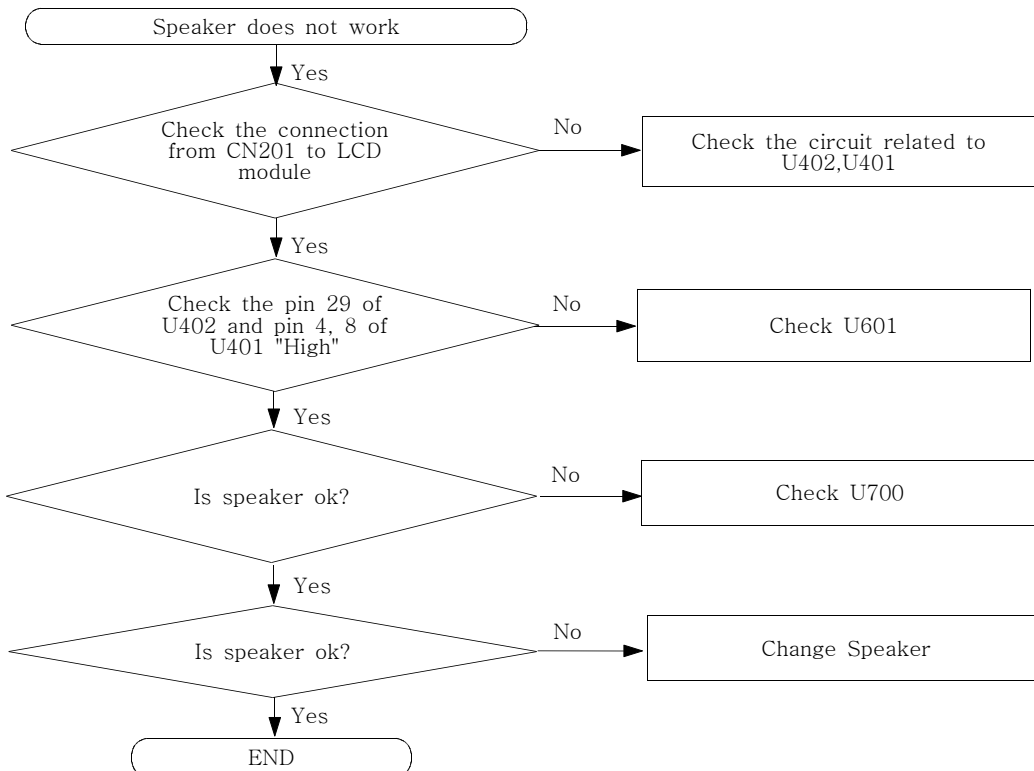 Speaker does not work
Yes
Check the connection
from CN201 to LCD
module
No
Check the circuit related to
U402,U401
Yes
Check the pin 29 of
U402 and pin 4, 8 of
U401 "High"
No
Check U601
Yes
Is speaker ok?
No
Check U700
Yes
Is speaker ok?
No
Change Speaker
Yes
END